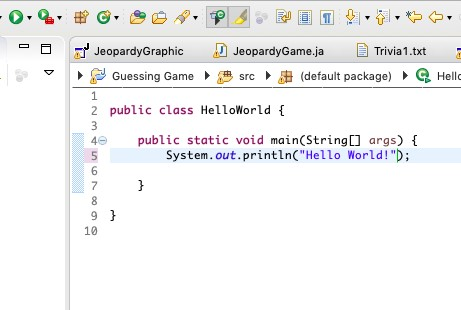 JeopardyGraphic JeopardyGame.ja Trivia1.txt
Guessing Game src (default package) Hello
1
2 public class HelloWorld {
3
4 public static void main(String[] args) {
5 System.out.println("Hello World!");
6
7 }
8
9 }
10